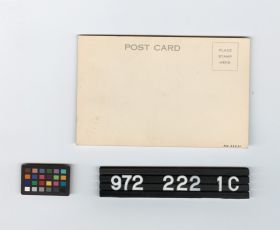 POST CARD
PLACE
STAMP
HERE
972 222 1C